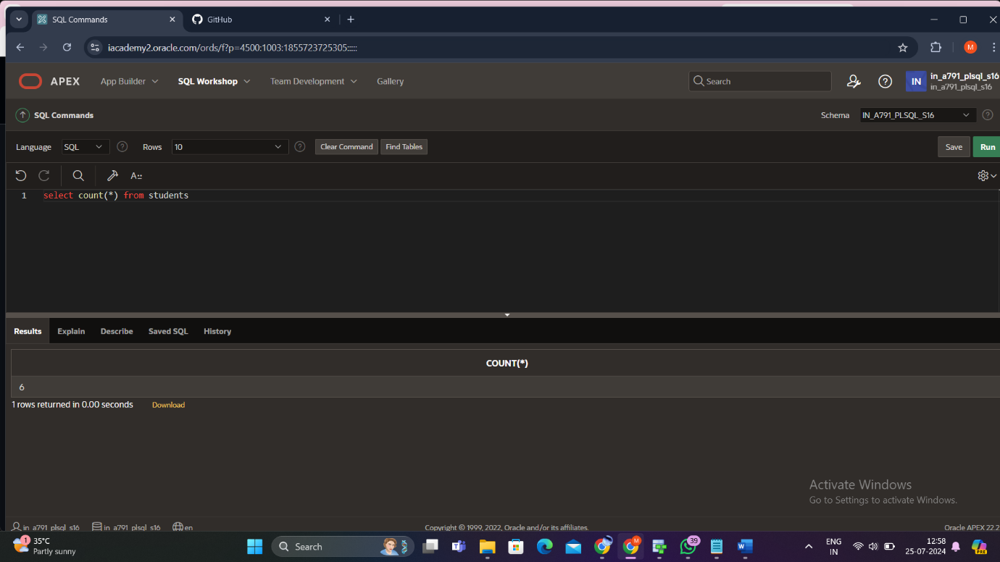 SQL Commands
GitHub
iacademy2.oracle.com/ords/f?p=4500:1003:1855723725305:::::
M
APEX
App Builder
SQL Workshop
Team Development
Gallery
Search
IN
in_a791_plsql_s16
in_a791_plsql_s16
SQL Commands
Schema
IN_A791_PLSQL_S16
Language
SQL
Rows
10
Clear Command
Find Tables
Save
Run
A::
1
select count(*) from students
Results
Explain
Describe
Saved SQL
History
COUNT(*)
6
1 rows returned in 0.00 seconds
Download
Activate Windows
Go to Settings to activate Windows.
in_a791_plsql_s16
in_a791_plsql_s16
en
Copyright © 1999, 2022, Oracle and/or its affiliates.
Oracle APEX 22.2
1
35°C
Partly sunny
Search
M
39
ENG
IN
12:58
25-07-2024
PRE